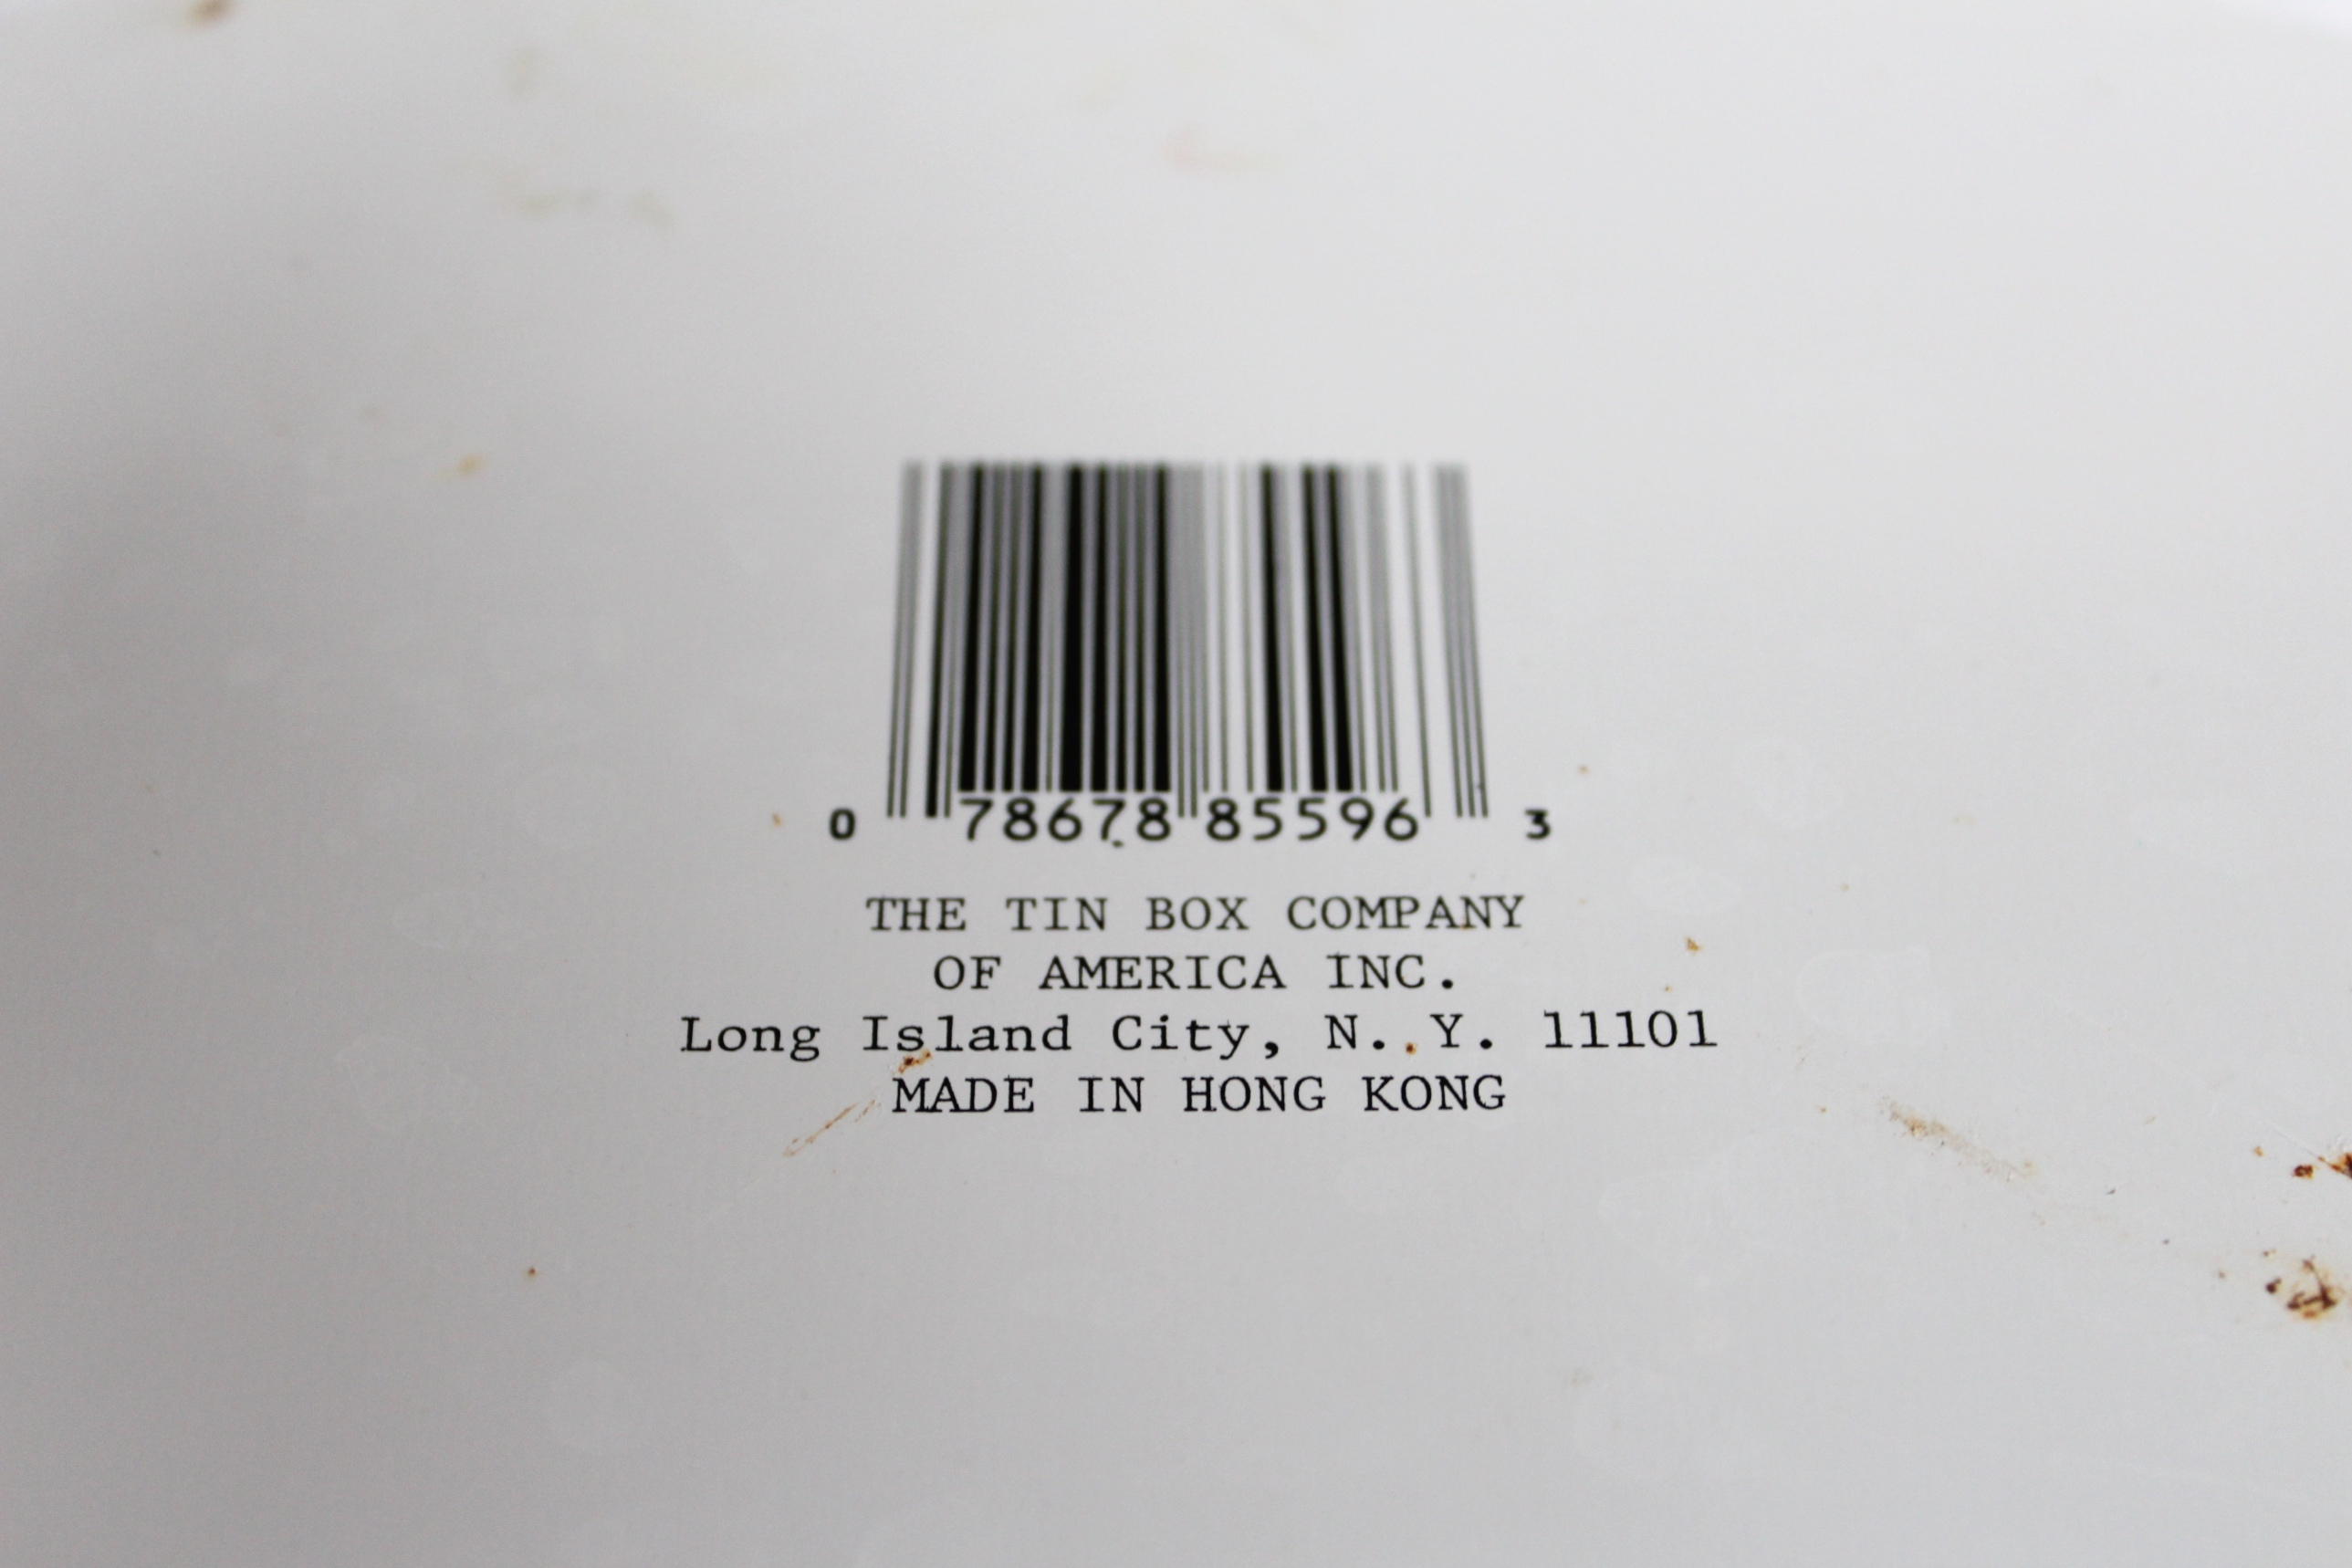 0 78678 85596 3
THE TIN BOX COMPANY
OF AMERICA INC.
Long Island City, N. Y. 11101
MADE IN HONG KONG